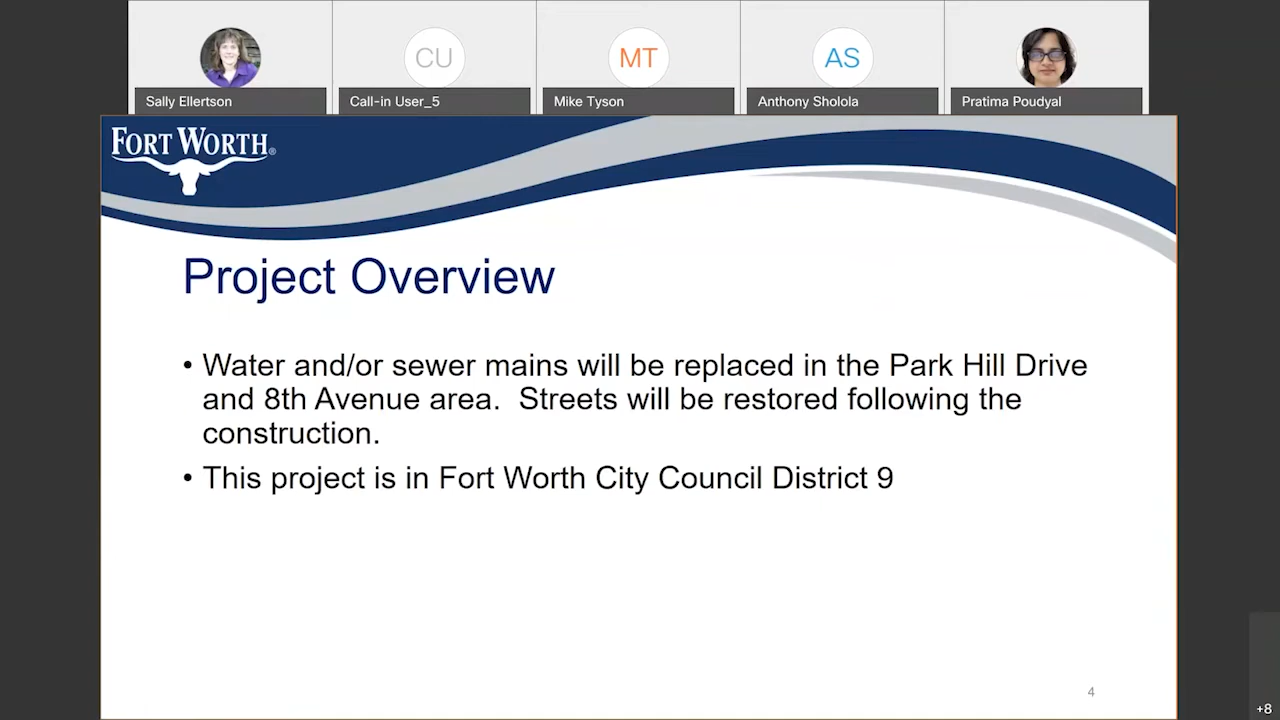 CU
MT
AS
Sally Ellertson
Call-in User_5
Mike Tyson
Anthony Sholola
Pratima Poudyal
FORT WORTH®
Project Overview
• Water and/or sewer mains will be replaced in the Park Hill Drive
and 8th Avenue area.  Streets will be restored following the
construction.
• This project is in Fort Worth City Council District 9
4
+8